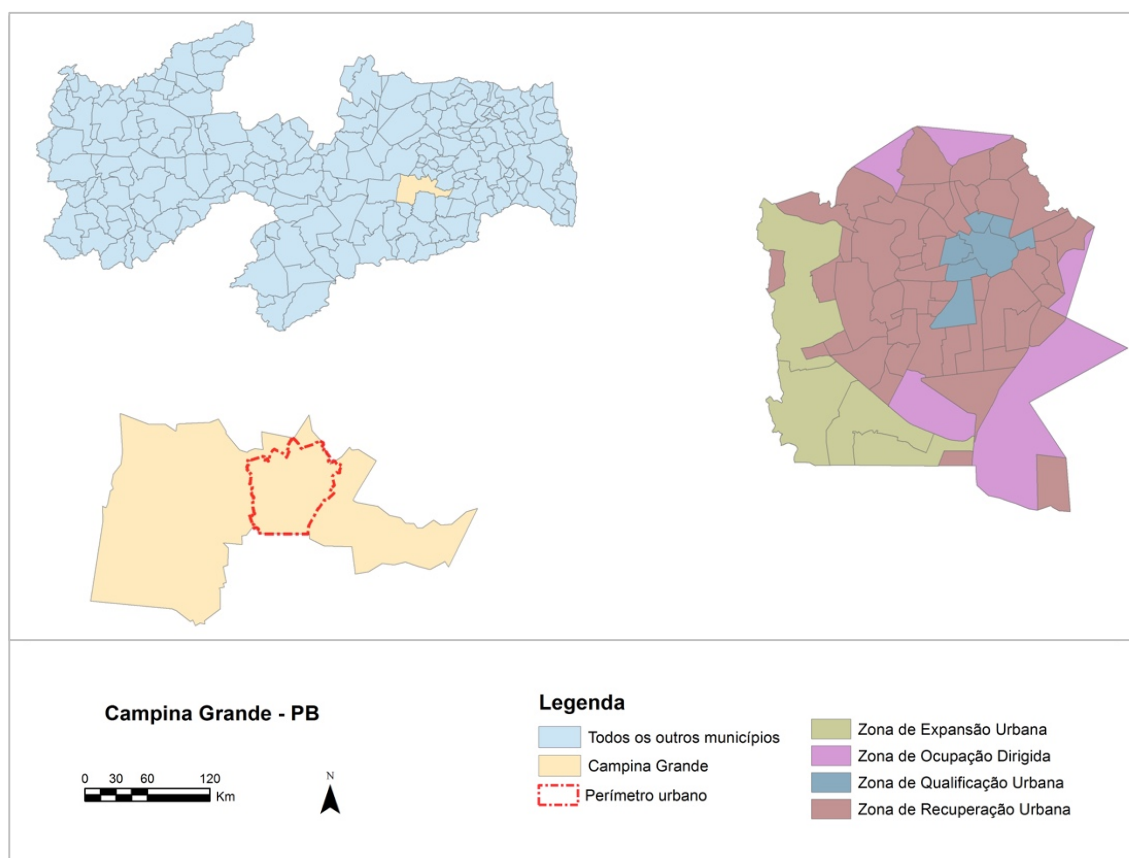 Campina Grande - PB
0 30 60 120
Km
N
Legenda
Todos os outros municípios
Campina Grande
Perímetro urbano
Zona de Expansão Urbana
Zona de Ocupação Dirigida
Zona de Qualificação Urbana
Zona de Recuperação Urbana